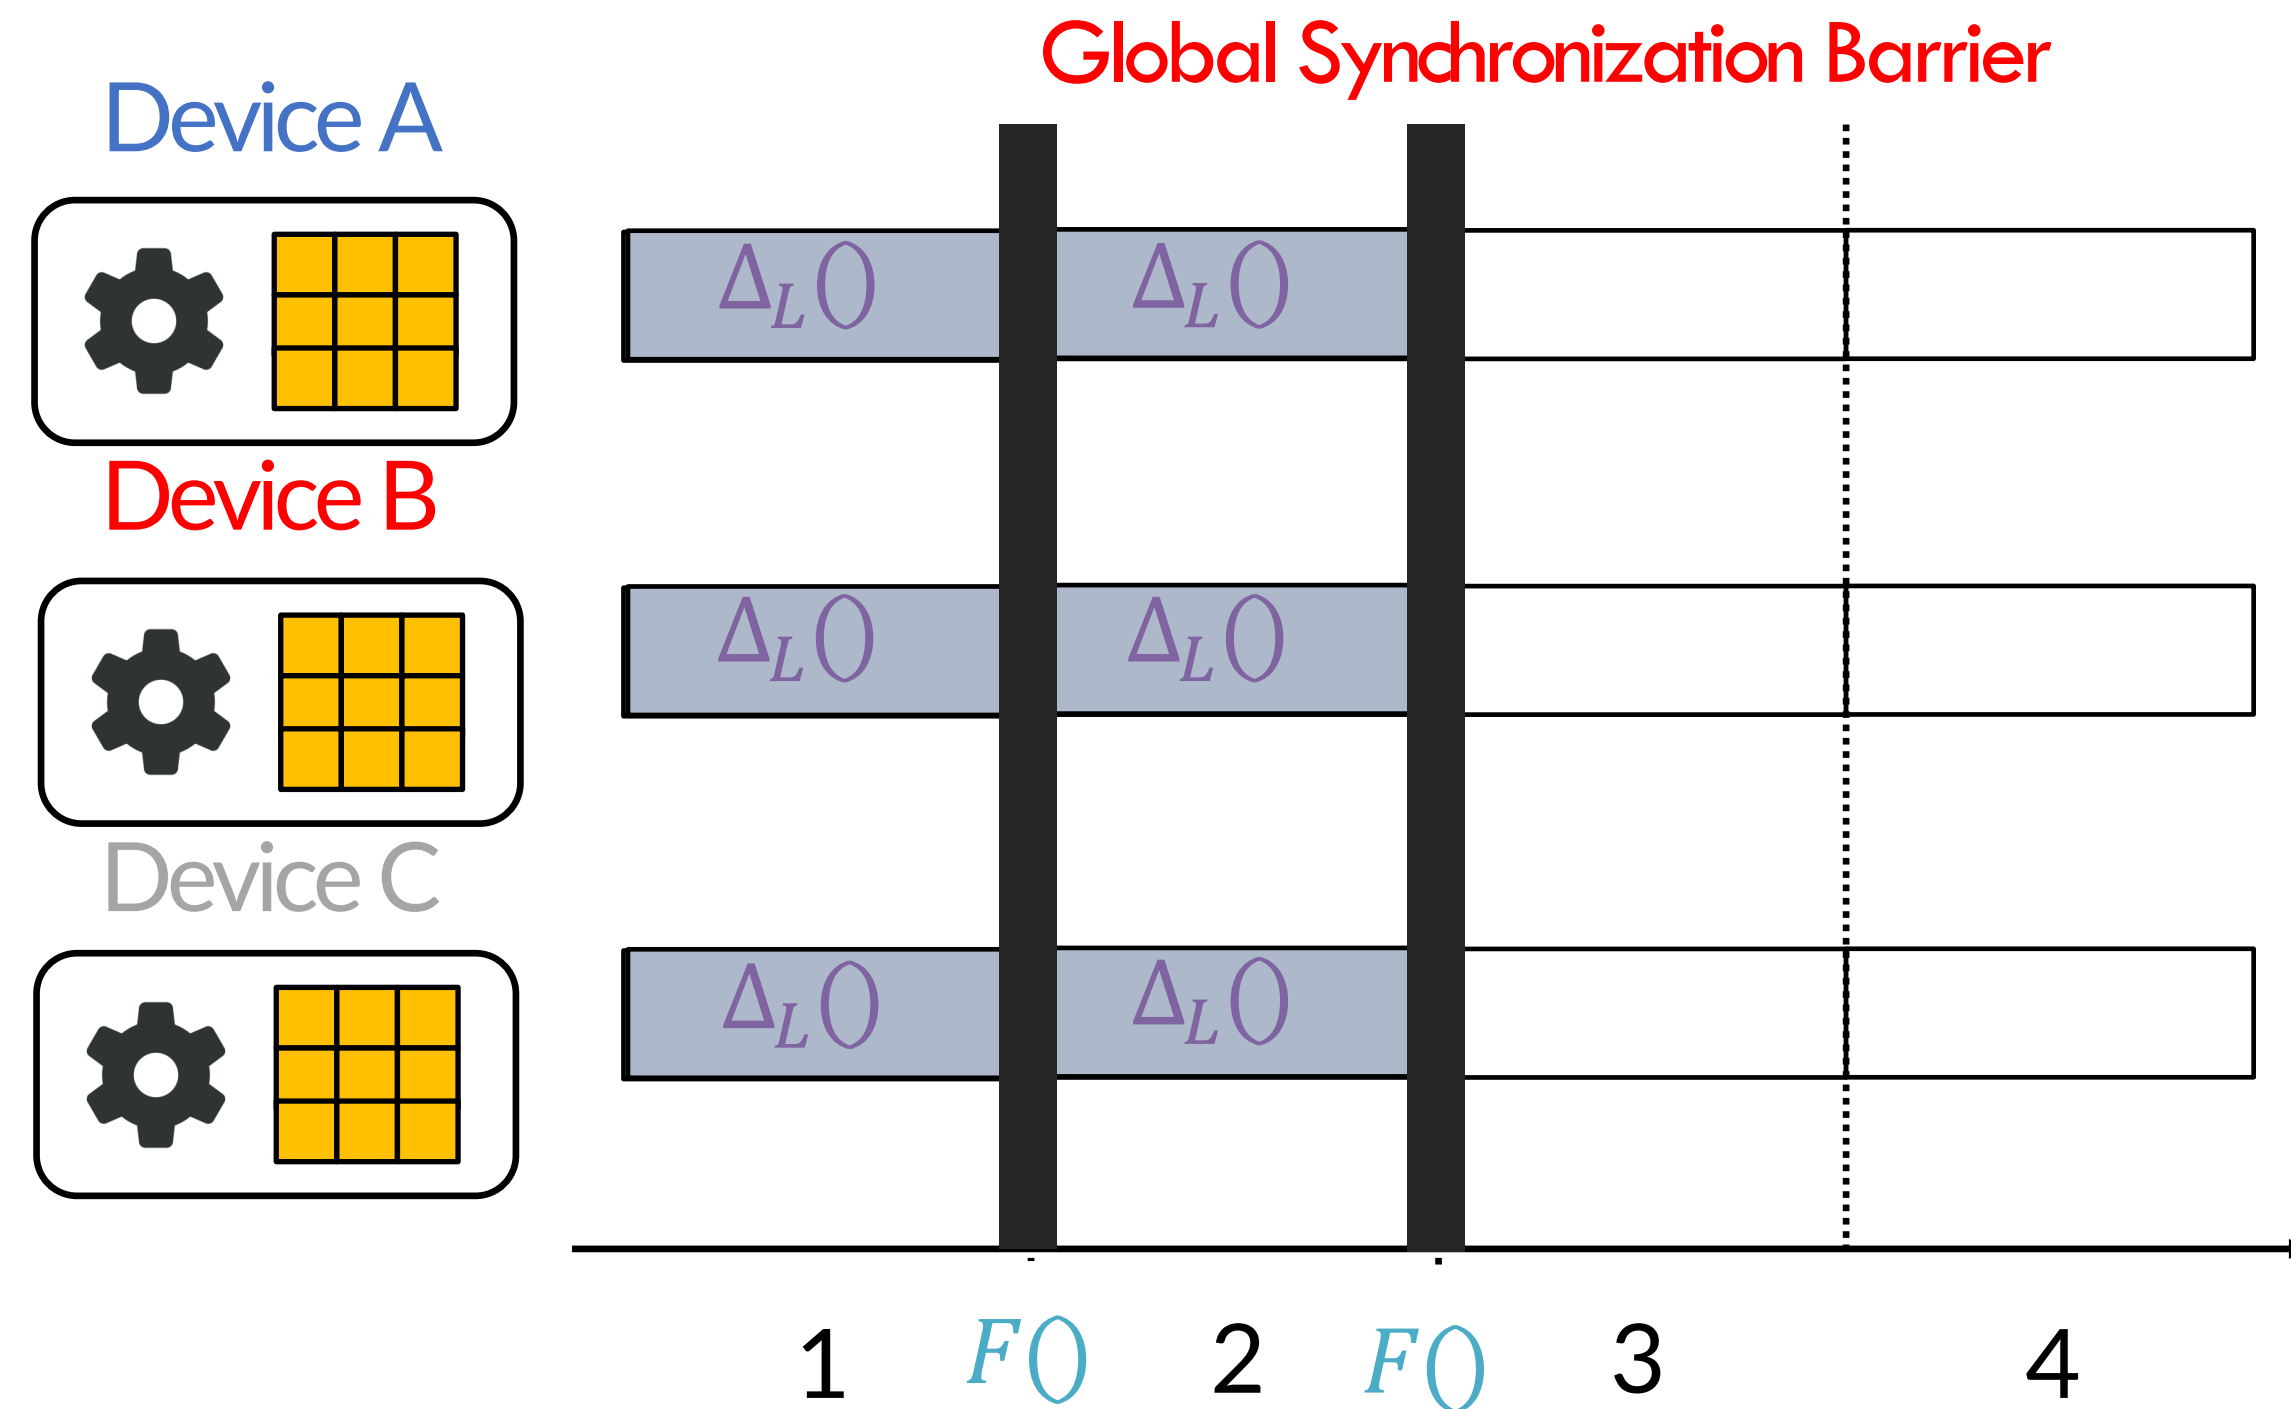 Global Synchronization Barrier
Device A
Δ_L() Δ_L()
Device B
Δ_L() Δ_L()
Device C
Δ_L() Δ_L()
1 F() 2 F() 3 4